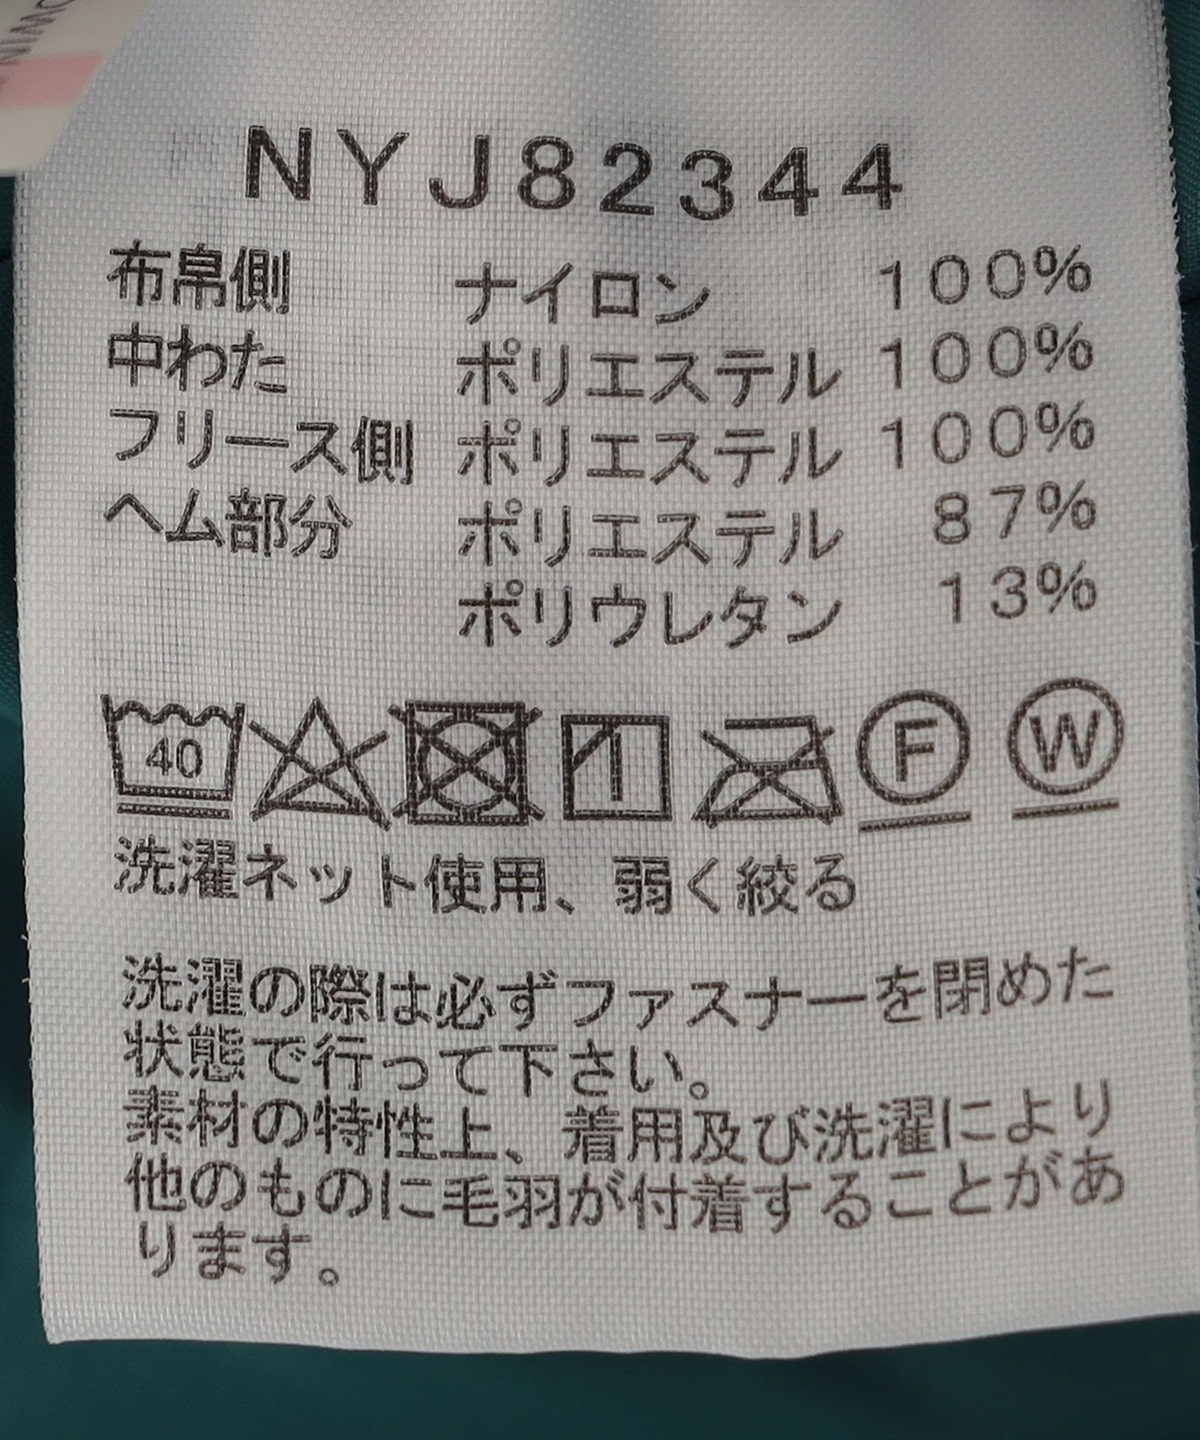 NYJ82344
布帛側 ナイロン 100%
中わた ポリエステル 100%
フリース側 ポリエステル 100%
ヘム部分 ポリエステル 87%
ポリウレタン 13%
40 F W
洗濯ネット使用、弱く絞る
洗濯の際は必ずファスナーを閉めた
状態で行って下さい。
素材の特性上、着用及び洗濯により
他のものに毛羽が付着することがあ
ります。